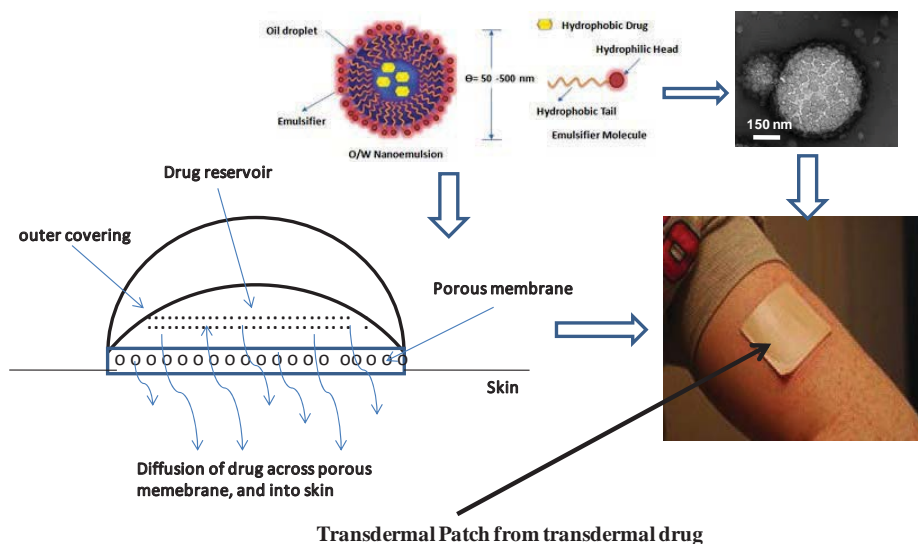 Oil droplet
Hydrophobic Drug
Hydrophilic Head
Ɵ= 50 -500 nm
Emulsifier
Hydrophobic Tail
Emulsifier Molecule
O/W Nanoemulsion
150 nm
Drug reservoir
outer covering
Porous membrane
O O O O O O O O O O O O O O O O O O
Skin
Diffusion of drug across porous
memebrane, and into skin
Transdermal Patch from transdermal drug